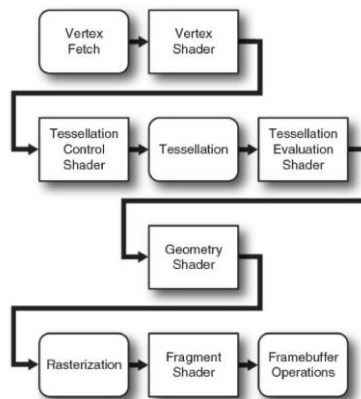 Vertex
Fetch
Vertex
Shader
Tessellation
Control
Shader
Tessellation
Tessellation
Evaluation
Shader
Geometry
Shader
Rasterization
Fragment
Shader
Framebuffer
Operations